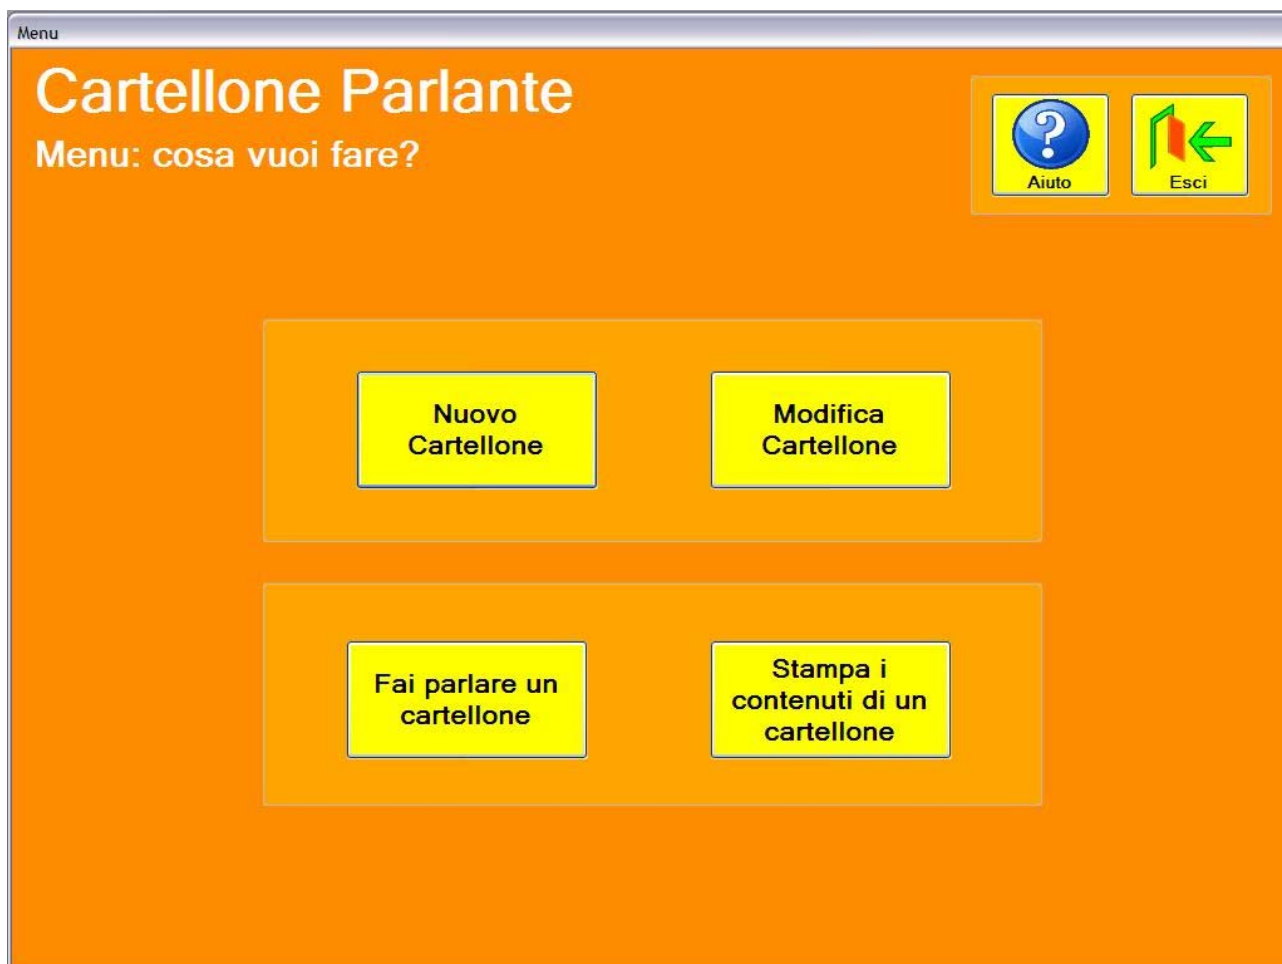 Menu
Cartellone Parlante
Menu: cosa vuoi fare?
Aiuto
Esci
Nuovo
Cartellone
Modifica
Cartellone
Fai parlare un
cartellone
Stampa i
contenuti di un
cartellone